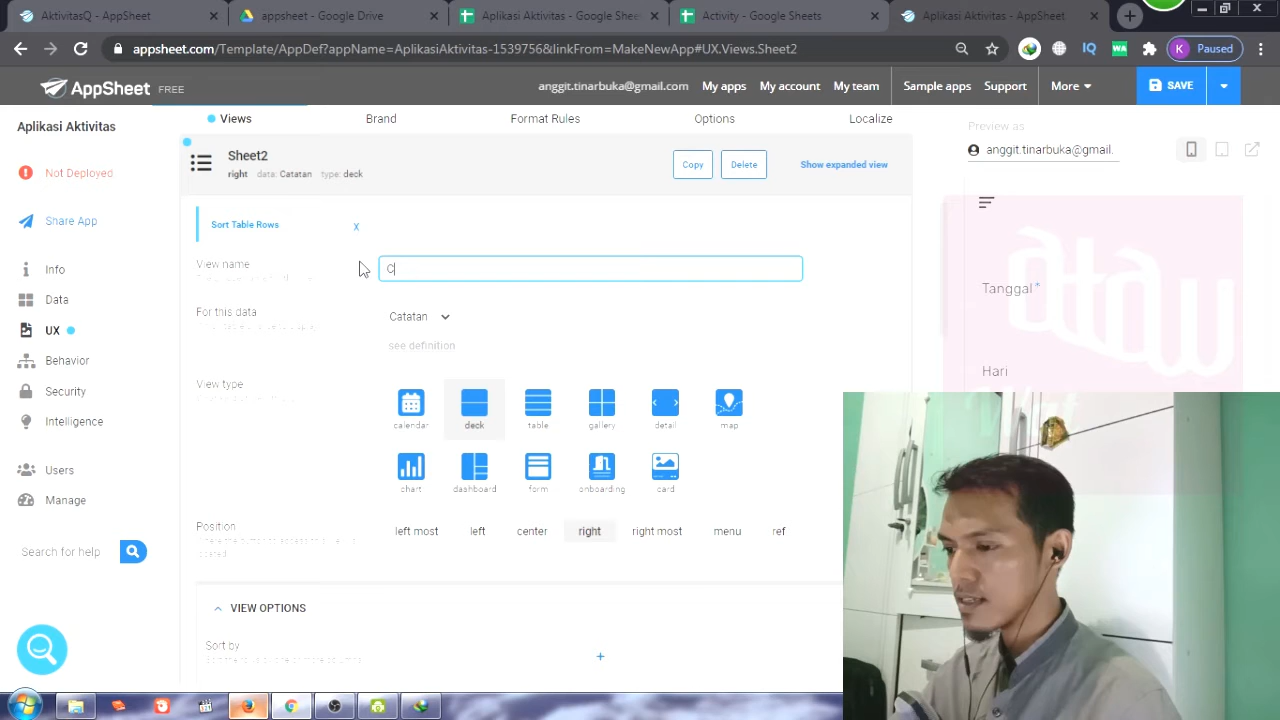 AktivitasQ - AppSheet
appsheet - Google Drive
Aplikasi Aktivitas - Google Shee
Activity - Google Sheets
Aplikasi Aktivitas - AppSheet
appsheet.com/Template/AppDef?appName=AplikasiAktivitas-1539756&linkFrom=MakeNewApp#UX.Views.Sheet2
IQ
WA
K
Paused
AppSheet FREE
anggit.tinarbuka@gmail.com
My apps
My account
My team
Sample apps
Support
More
SAVE
Aplikasi Aktivitas
Views
Brand
Format Rules
Options
Localize
Preview as
anggit.tinarbuka@gmail.
Not Deployed
Share App
Info
Data
UX
Behavior
Security
Intelligence
Users
Manage
Search for help
Sheet2
right data: Catatan type: deck
Copy
Delete
Show expanded view
Sort Table Rows
x
View name
C
For this data
Catatan
see definition
View type
calendar
deck
table
gallery
detail
map
chart
dashboard
form
onboarding
card
Position
left most
left
center
right
right most
menu
ref
VIEW OPTIONS
Sort by
Tanggal*
Hari